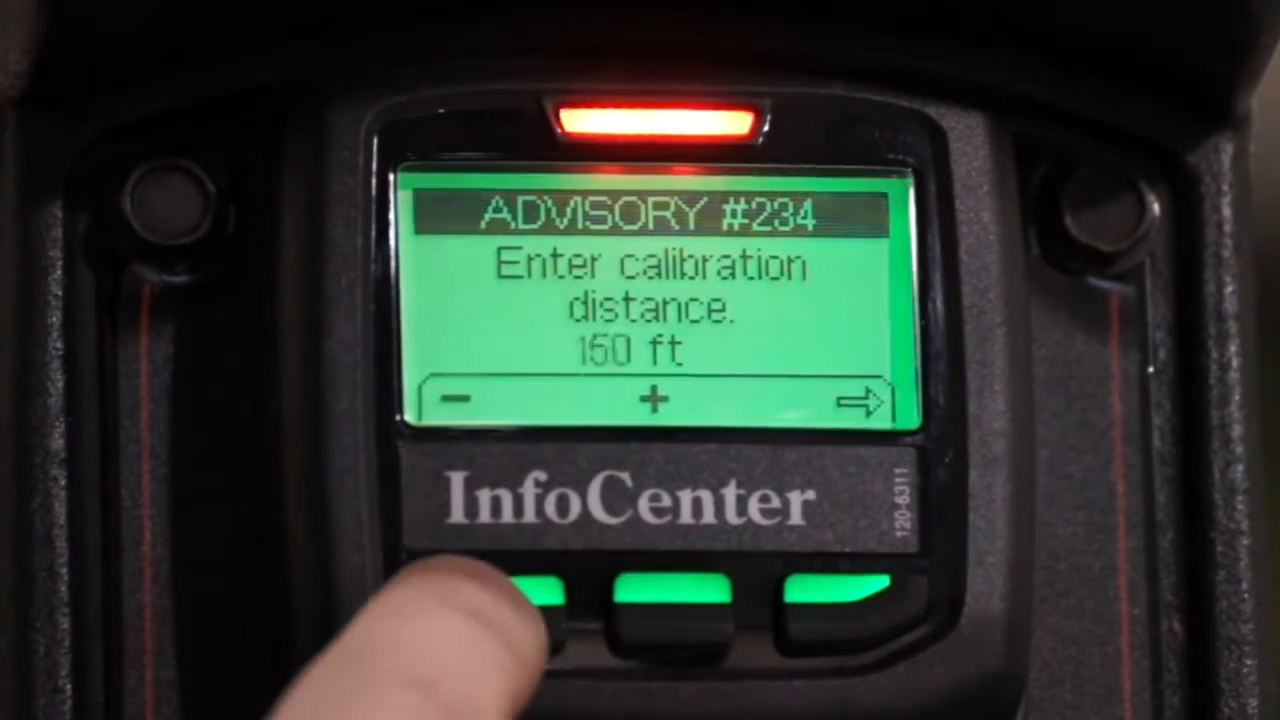 ADVISORY #234
Enter calibration
distance.
150 ft
- +
InfoCenter
120-6311